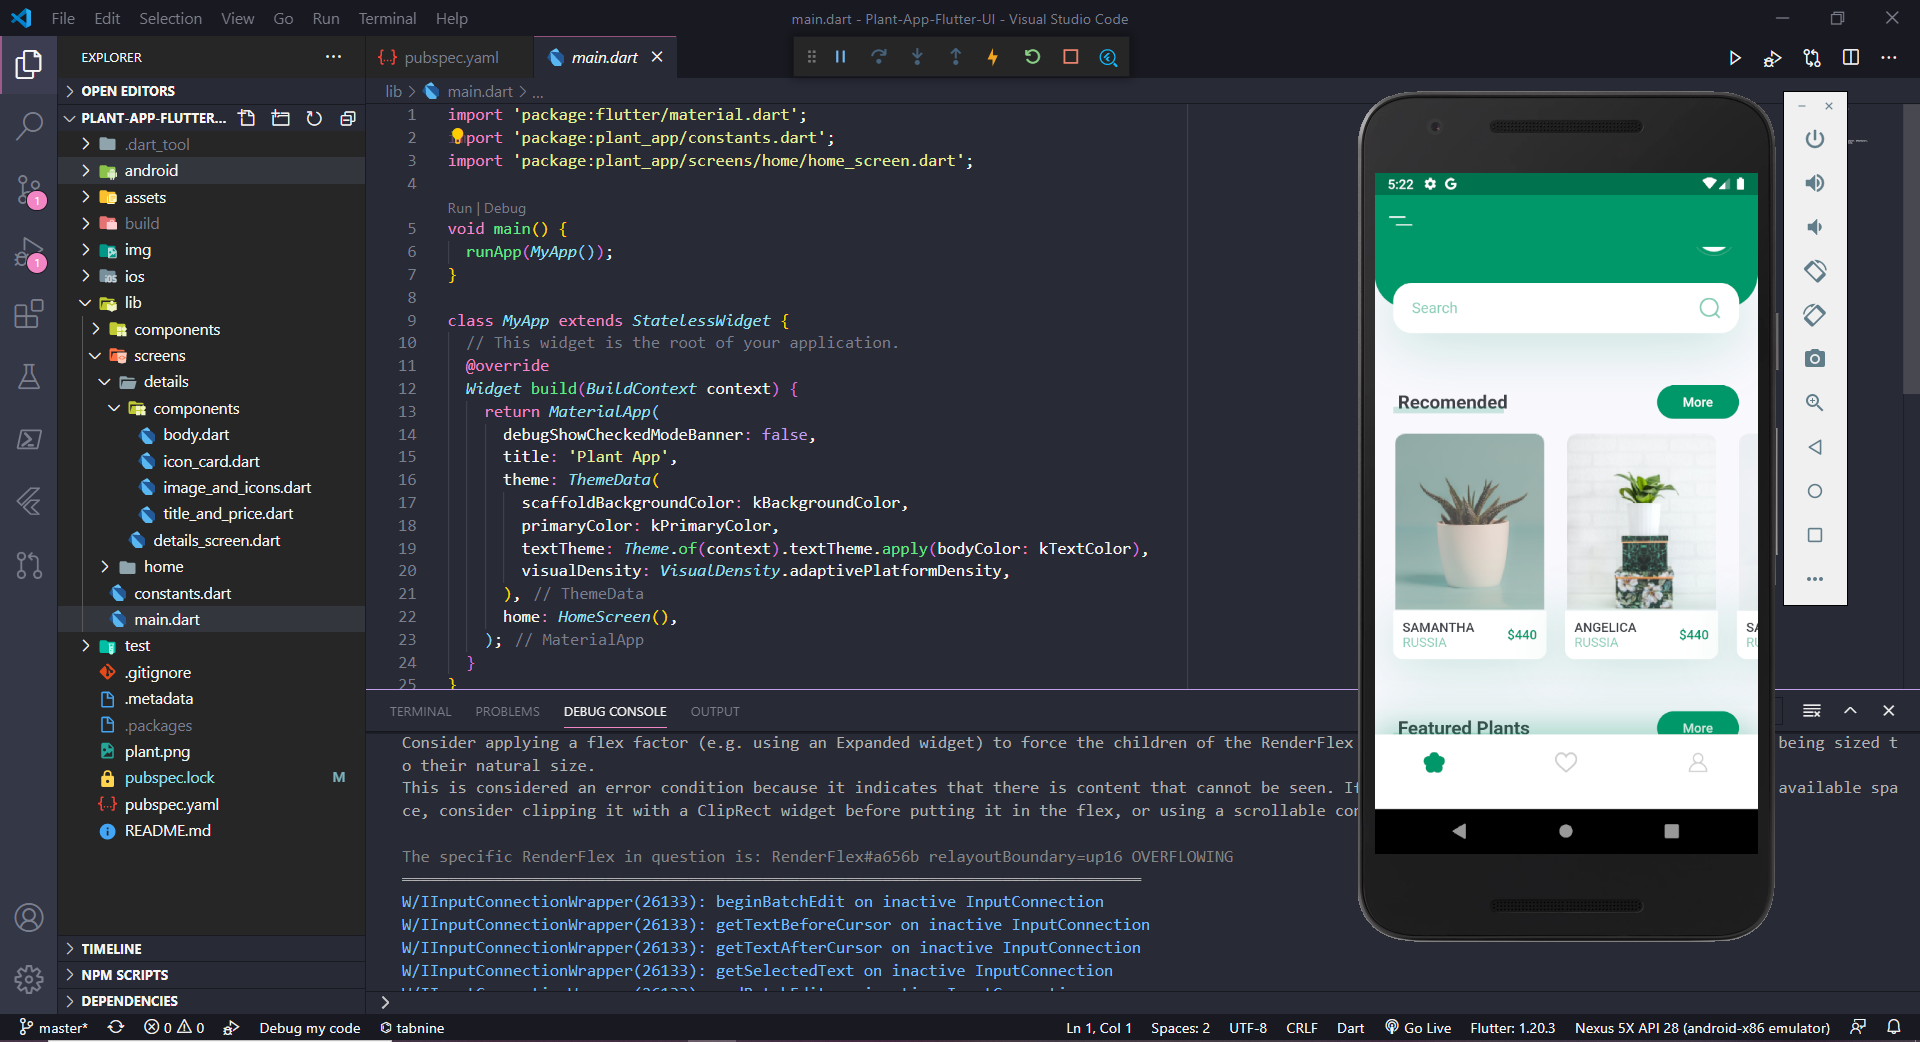 File Edit Selection View Go Run Terminal Help
main.dart - Plant-App-Flutter-UI - Visual Studio Code
EXPLORER
OPEN EDITORS
PLANT-APP-FLUTTER...
.dart_tool
android
assets
build
img
ios
lib
components
screens
details
components
body.dart
icon_card.dart
image_and_icons.dart
title_and_price.dart
details_screen.dart
home
constants.dart
main.dart
test
.gitignore
.metadata
.packages
plant.png
pubspec.lock M
pubspec.yaml
README.md
TIMELINE
NPM SCRIPTS
DEPENDENCIES
1
1
pubspec.yaml main.dart
lib > main.dart > ...
1 import 'package:flutter/material.dart';
2 port 'package:plant_app/constants.dart';
3 import 'package:plant_app/screens/home/home_screen.dart';
4
Run | Debug
5 void main() {
6 runApp(MyApp());
7 }
8
9 class MyApp extends StatelessWidget {
10 // This widget is the root of your application.
11 @override
12 Widget build(BuildContext context) {
13 return MaterialApp(
14 debugShowCheckedModeBanner: false,
15 title: 'Plant App',
16 theme: ThemeData(
17 scaffoldBackgroundColor: kBackgroundColor,
18 primaryColor: kPrimaryColor,
19 textTheme: Theme.of(context).textTheme.apply(bodyColor: kTextColor),
20 visualDensity: VisualDensity.adaptivePlatformDensity,
21 ), // ThemeData
22 home: HomeScreen(),
23 ); // MaterialApp
24 }
25 }
TERMINAL PROBLEMS DEBUG CONSOLE OUTPUT
Consider applying a flex factor (e.g. using an Expanded widget) to force the children of the RenderFlex being sized t
o their natural size.
This is considered an error condition because it indicates that there is content that cannot be seen. If available spa
ce, consider clipping it with a ClipRect widget before putting it in the flex, or using a scrollable cor
The specific RenderFlex in question is: RenderFlex#a656b relayoutBoundary=up16 OVERFLOWING
W/IInputConnectionWrapper(26133): beginBatchEdit on inactive InputConnection
W/IInputConnectionWrapper(26133): getTextBeforeCursor on inactive InputConnection
W/IInputConnectionWrapper(26133): getTextAfterCursor on inactive InputConnection
W/IInputConnectionWrapper(26133): getSelectedText on inactive InputConnection
5:22 G
Search
Recomended More
SAMANTHA $440
RUSSIA
ANGELICA $440
RUSSIA
SA
RU
Featured Plants More
master* 0 0 Debug my code tabnine
Ln 1, Col 1 Spaces: 2 UTF-8 CRLF Dart Go Live Flutter: 1.20.3 Nexus 5X API 28 (android-x86 emulator)